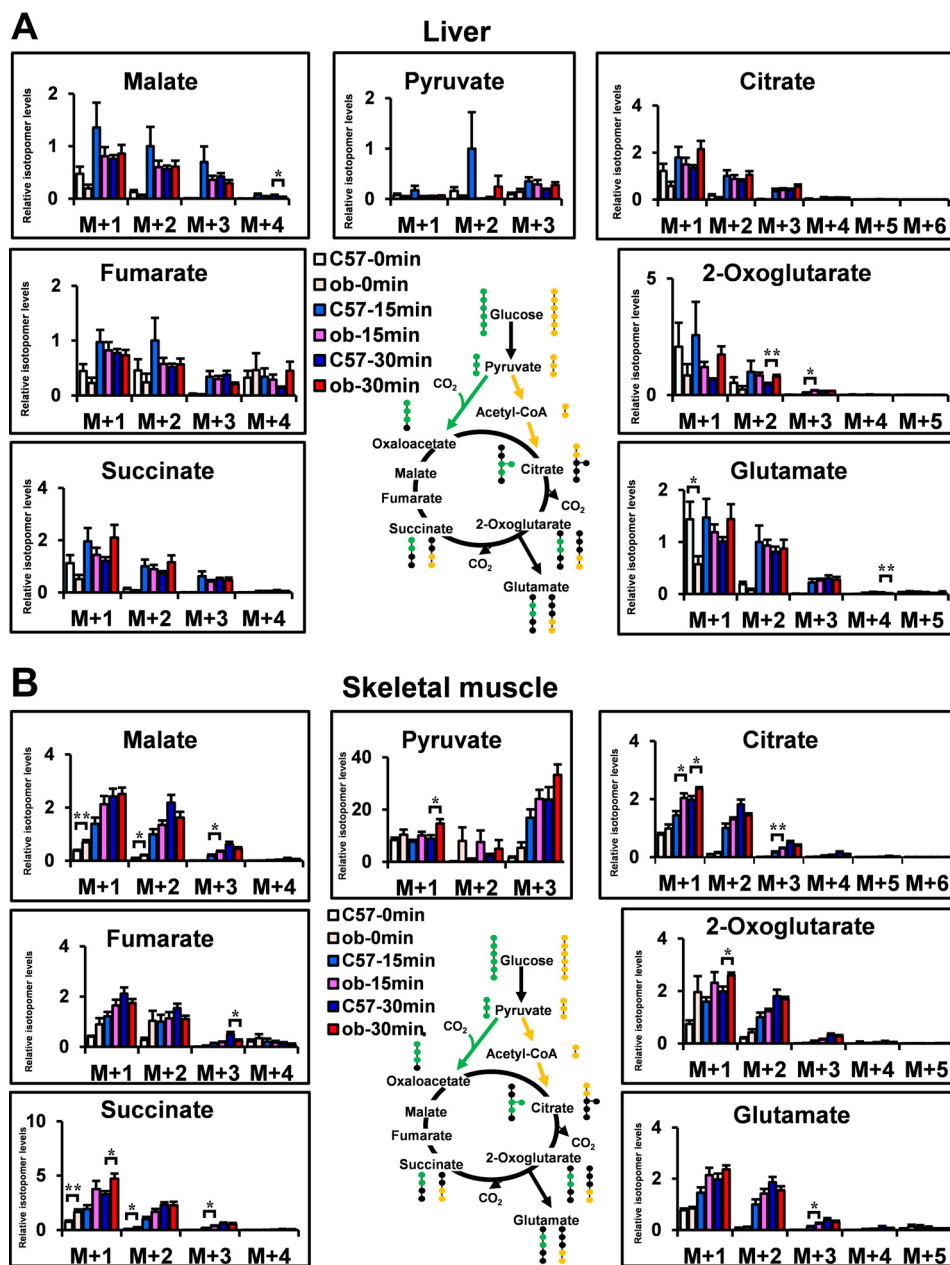 A
Liver
Malate
Relative isotopomer levels
2
1
0
*
M+1 M+2 M+3 M+4
Pyruvate
Relative isotopomer levels
2
1
0
M+1 M+2 M+3
Citrate
Relative isotopomer levels
4
2
0
M+1 M+2 M+3 M+4 M+5 M+6
Fumarate
Relative isotopomer levels
2
1
0
M+1 M+2 M+3 M+4
C57-0min
ob-0min
C57-15min
ob-15min
C57-30min
ob-30min
Glucose
Pyruvate
CO2
Acetyl-CoA
Oxaloacetate
Citrate
Malate
Fumarate
CO2
Succinate
2-Oxoglutarate
CO2
Glutamate
2-Oxoglutarate
Relative isotopomer levels
5
0
**
*
M+1 M+2 M+3 M+4 M+5
Succinate
Relative isotopomer levels
4
2
0
M+1 M+2 M+3 M+4
Glutamate
Relative isotopomer levels
2
1
0
*
**
M+1 M+2 M+3 M+4 M+5
B
Skeletal muscle
Malate
Relative isotopomer levels
4
2
0
**
*
*
M+1 M+2 M+3 M+4
Pyruvate
Relative isotopomer levels
40
20
0
*
M+1 M+2 M+3
Citrate
Relative isotopomer levels
4
2
0
* *
**
M+1 M+2 M+3 M+4 M+5 M+6
Fumarate
Relative isotopomer levels
4
2
0
*
M+1 M+2 M+3 M+4
C57-0min
ob-0min
C57-15min
ob-15min
C57-30min
ob-30min
Glucose
Pyruvate
CO2
Acetyl-CoA
Oxaloacetate
Citrate
Malate
Fumarate
CO2
Succinate
2-Oxoglutarate
CO2
Glutamate
2-Oxoglutarate
Relative isotopomer levels
4
2
0
*
M+1 M+2 M+3 M+4 M+5
Succinate
Relative isotopomer levels
10
5
0
**
*
*
*
M+1 M+2 M+3 M+4
Glutamate
Relative isotopomer levels
4
2
0
*
M+1 M+2 M+3 M+4 M+5